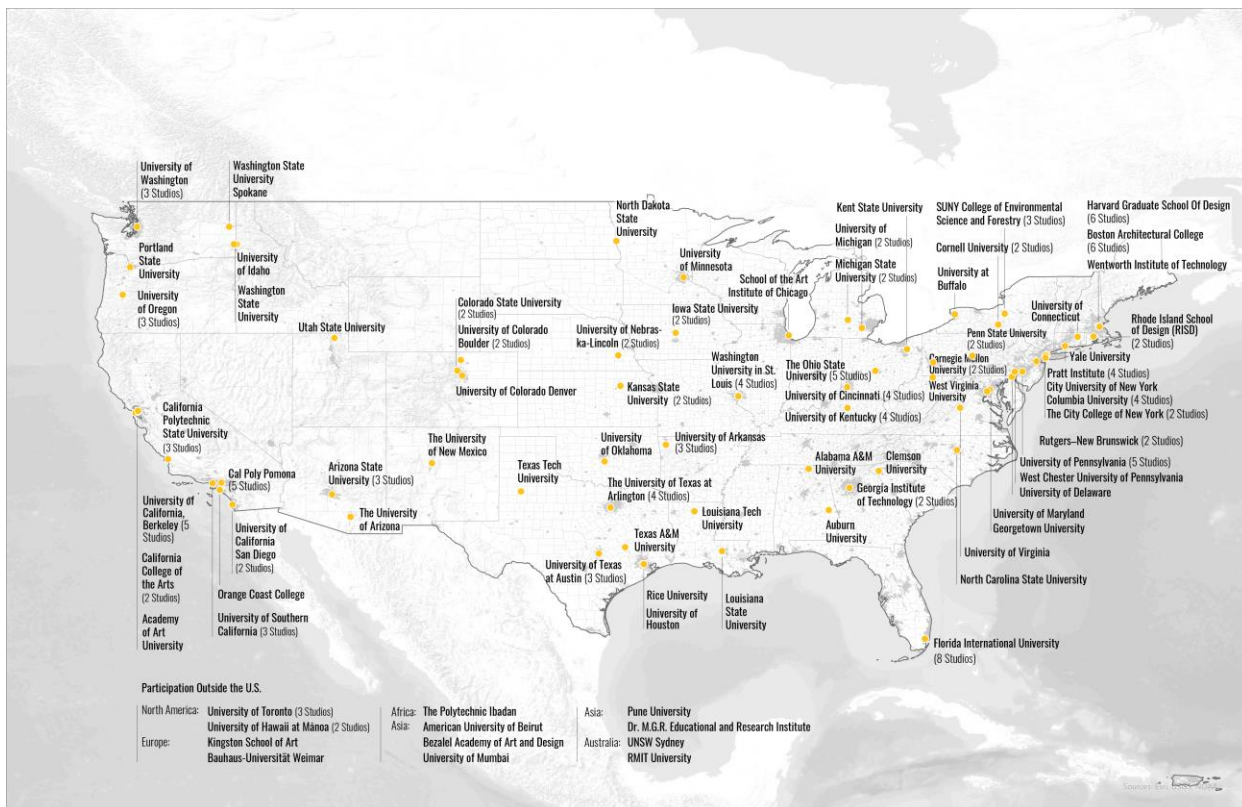 University of
Washington
(3 Studios)
Washington State
University
Spokane
Portland
State
University
University
of Idaho
Washington
State
University
University
of Oregon
(3 Studios)
Utah State University
North Dakota
State
University
University
of Minnesota
Colorado State University
(2 Studios)
University of Colorado
Boulder (2 Studios)
University of Colorado Denver
University of Nebras-
ka-Lincoln (2 Studios)
Iowa State University
(2 Studios)
School of the Art
Institute of Chicago
Kansas State
University
(2 Studios)
Washington
University in St.
Louis (4 Studios)
Kent State University
University of
Michigan (2 Studios)
Michigan State
University
(2 Studios)
SUNY College of Environmental
Science and Forestry (3 Studios)
Cornell University (2 Studios)
University at
Buffalo
Harvard Graduate School Of Design
(6 Studios)
Boston Architectural College
(6 Studios)
Wentworth Institute of Technology
University of
Connecticut
Rhode Island School
of Design (RISD)
(2 Studios)
Penn State University
(2 Studios)
Carnegie Mellon
University (2 Studios)
West Virginia
University
The Ohio State
University (5 Studios)
University of Cincinnati (4 Studios)
University of Kentucky (4 Studios)
Yale University
Pratt Institute (4 Studios)
City University of New York
Columbia University (4 Studios)
The City College of New York (2 Studios)
Rutgers–New Brunswick (2 Studios)
University of Pennsylvania (5 Studios)
West Chester University of Pennsylvania
University of Delaware
University of Maryland
Georgetown University
University of Virginia
North Carolina State University
California
Polytechnic
State University
(3 Studios)
Cal Poly Pomona
(5 Studios)
Arizona State
University (3 Studios)
The University
of Arizona
The University
of New Mexico
Texas Tech
University
University
of Oklahoma
University of Arkansas
(3 Studios)
The University of Texas at
Arlington (4 Studios)
Louisiana Tech
University
Alabama A&M
University
Clemson
University
Georgia Institute
of Technology (2 Studios)
Auburn
University
Texas A&M
University
University of Texas
at Austin (3 Studios)
Rice University
University of
Houston
Louisiana
State
University
Florida International University
(8 Studios)
University of
California,
Berkeley (5
Studios)
California
College of
the Arts
(2 Studios)
Academy
of Art
University
University of
California
San Diego
(2 Studios)
Orange Coast College
University of Southern
California (3 Studios)
Participation Outside the U.S.
North America: University of Toronto (3 Studios)
University of Hawaii at Mānoa (2 Studios)
Europe: Kingston School of Art
Bauhaus-Universität Weimar
Africa: The Polytechnic Ibadan
Asia: American University of Beirut
Bezalel Academy of Art and Design
University of Mumbai
Asia: Pune University
Dr. M.G.R. Educational and Research Institute
Australia: UNSW Sydney
RMIT University
Sources: Esri,